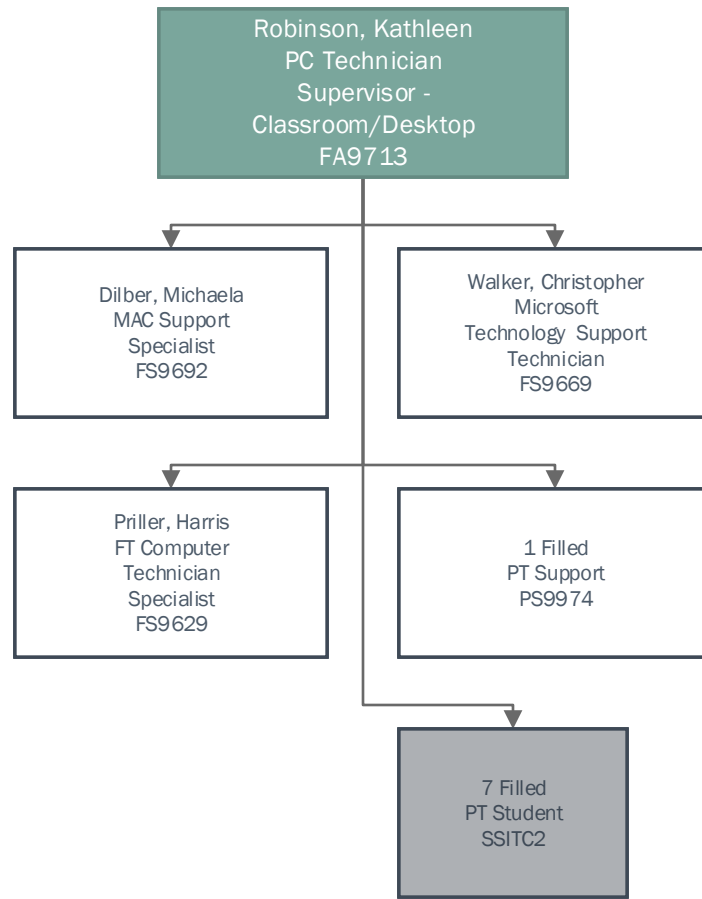 Robinson, Kathleen
PC Technician
Supervisor -
Classroom/Desktop
FA9713
Dilber, Michaela
MAC Support
Specialist
FS9692
Walker, Christopher
Microsoft
Technology Support
Technician
FS9669
Priller, Harris
FT Computer
Technician
Specialist
FS9629
1 Filled
PT Support
PS9974
7 Filled
PT Student
SSITC2